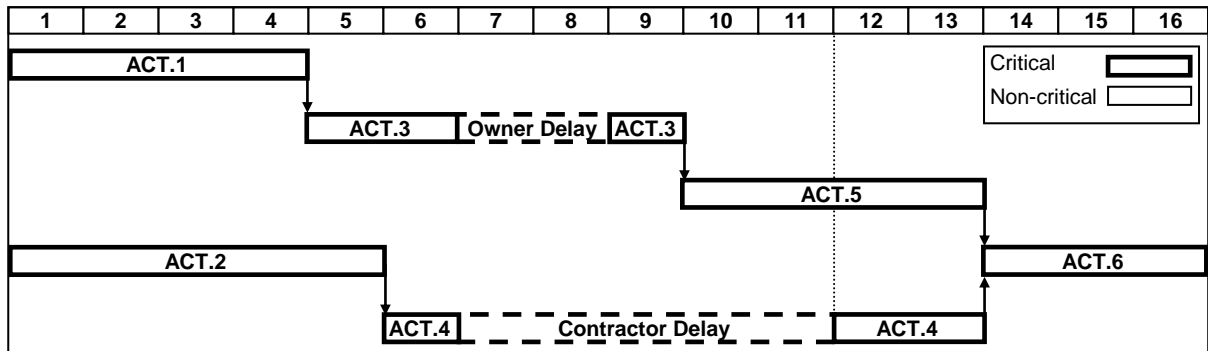 1 2 3 4 5 6 7 8 9 10 11 12 13 14 15 16
ACT.1
Critical
Non-critical
ACT.3 Owner Delay ACT.3
ACT.5
ACT.2 ACT.6
ACT.4 Contractor Delay ACT.4